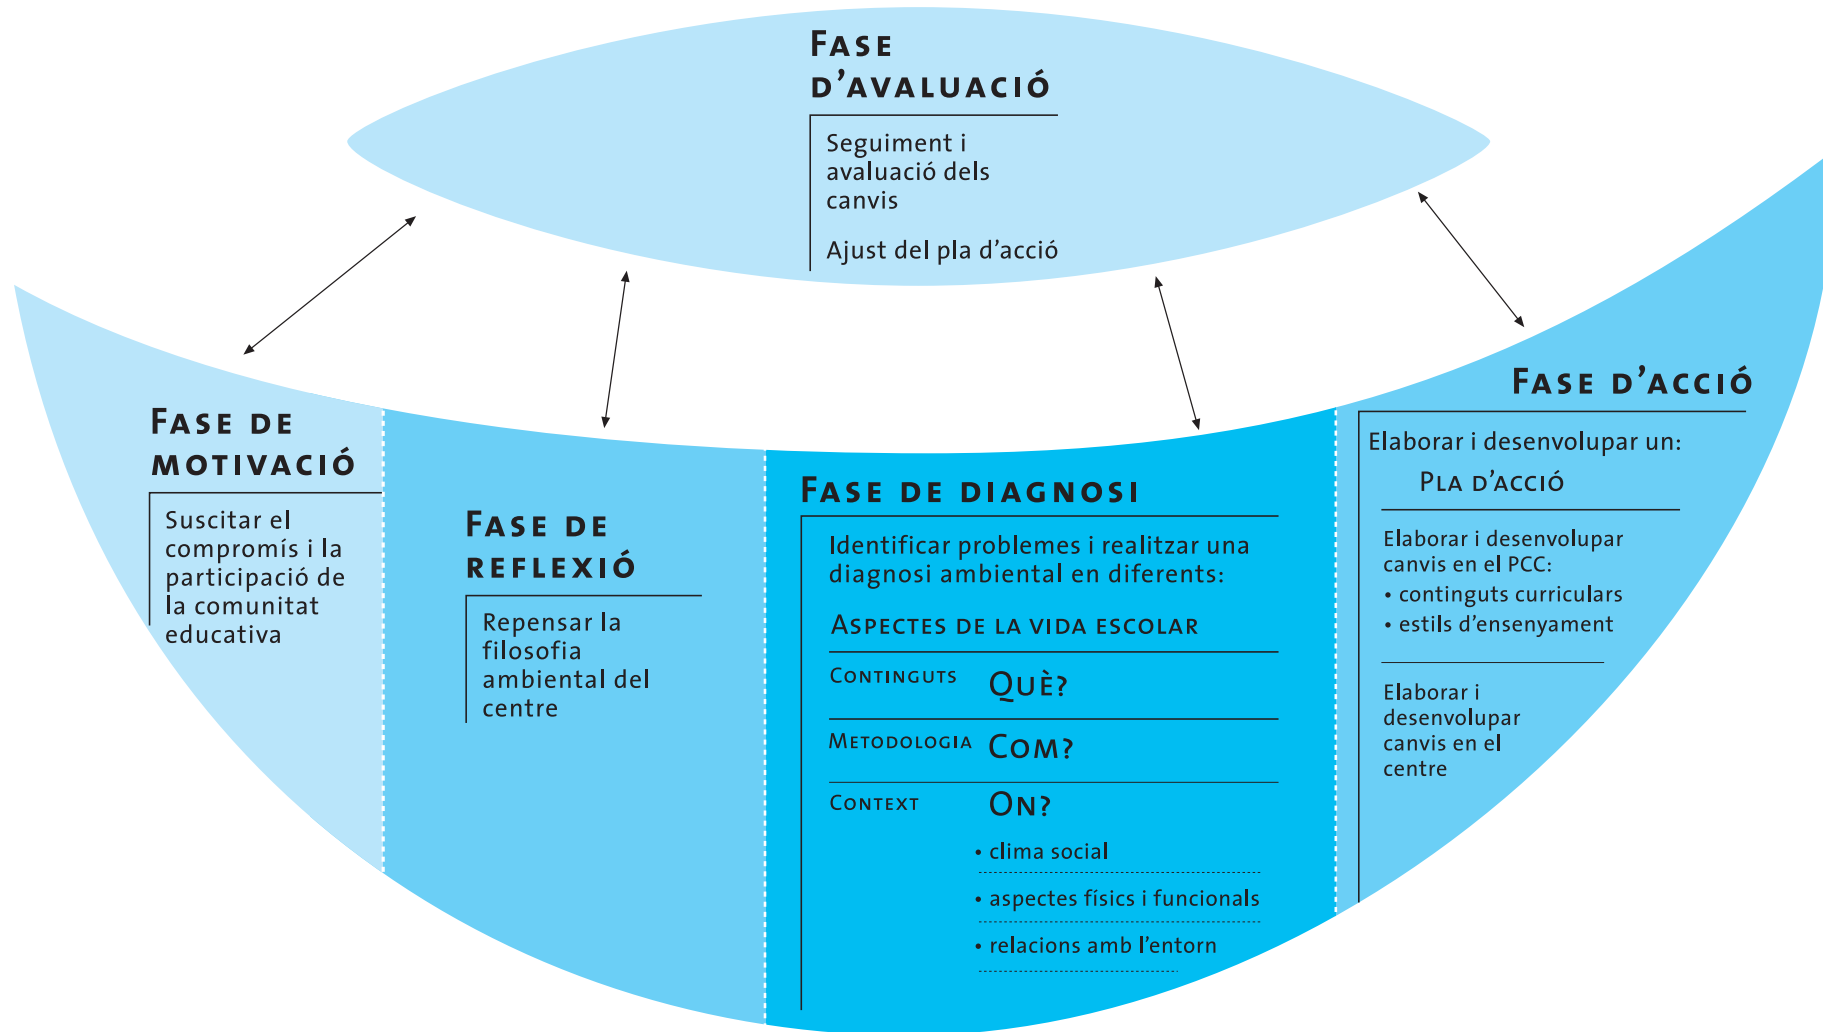 FASE
D'AVALUACIÓ
Seguiment i
avaluació dels
canvis
Ajust del pla d'acció
FASE DE
MOTIVACIÓ
Suscitar el
compromís i la
participació de
la comunitat
educativa
FASE DE
REFLEXIÓ
Repensar la
filosofia
ambiental del
centre
FASE DE DIAGNOSI
Identificar problemes i realitzar una
diagnosi ambiental en diferents:
ASPECTES DE LA VIDA ESCOLAR
CONTINGUTS QUÈ?
METODOLOGIA COM?
CONTEXT ON?
• clima social
• aspectes físics i funcionals
• relacions amb l'entorn
FASE D'ACCIÓ
Elaborar i desenvolupar un:
PLA D'ACCIÓ
Elaborar i desenvolupar
canvis en el PCC:
• continguts curriculars
• estils d'ensenyament
Elaborar i
desenvolupar
canvis en el
centre